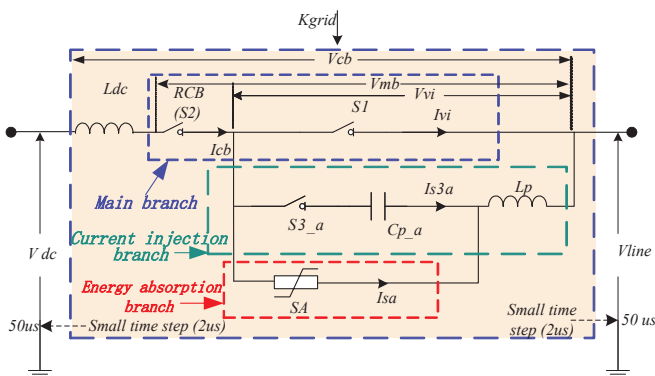 Kgrid
Vcb
Ldc
RCB
(S2)
Vmb
Vvi
S1
Icb
Ivi
Main branch
Is3a
Lp
S3_a
Cp_a
Current injection
branch
V dc
Vline
Energy absorption
branch
SA
Isa
50us
Small time step (2us)
Small time
step (2us)
50 us